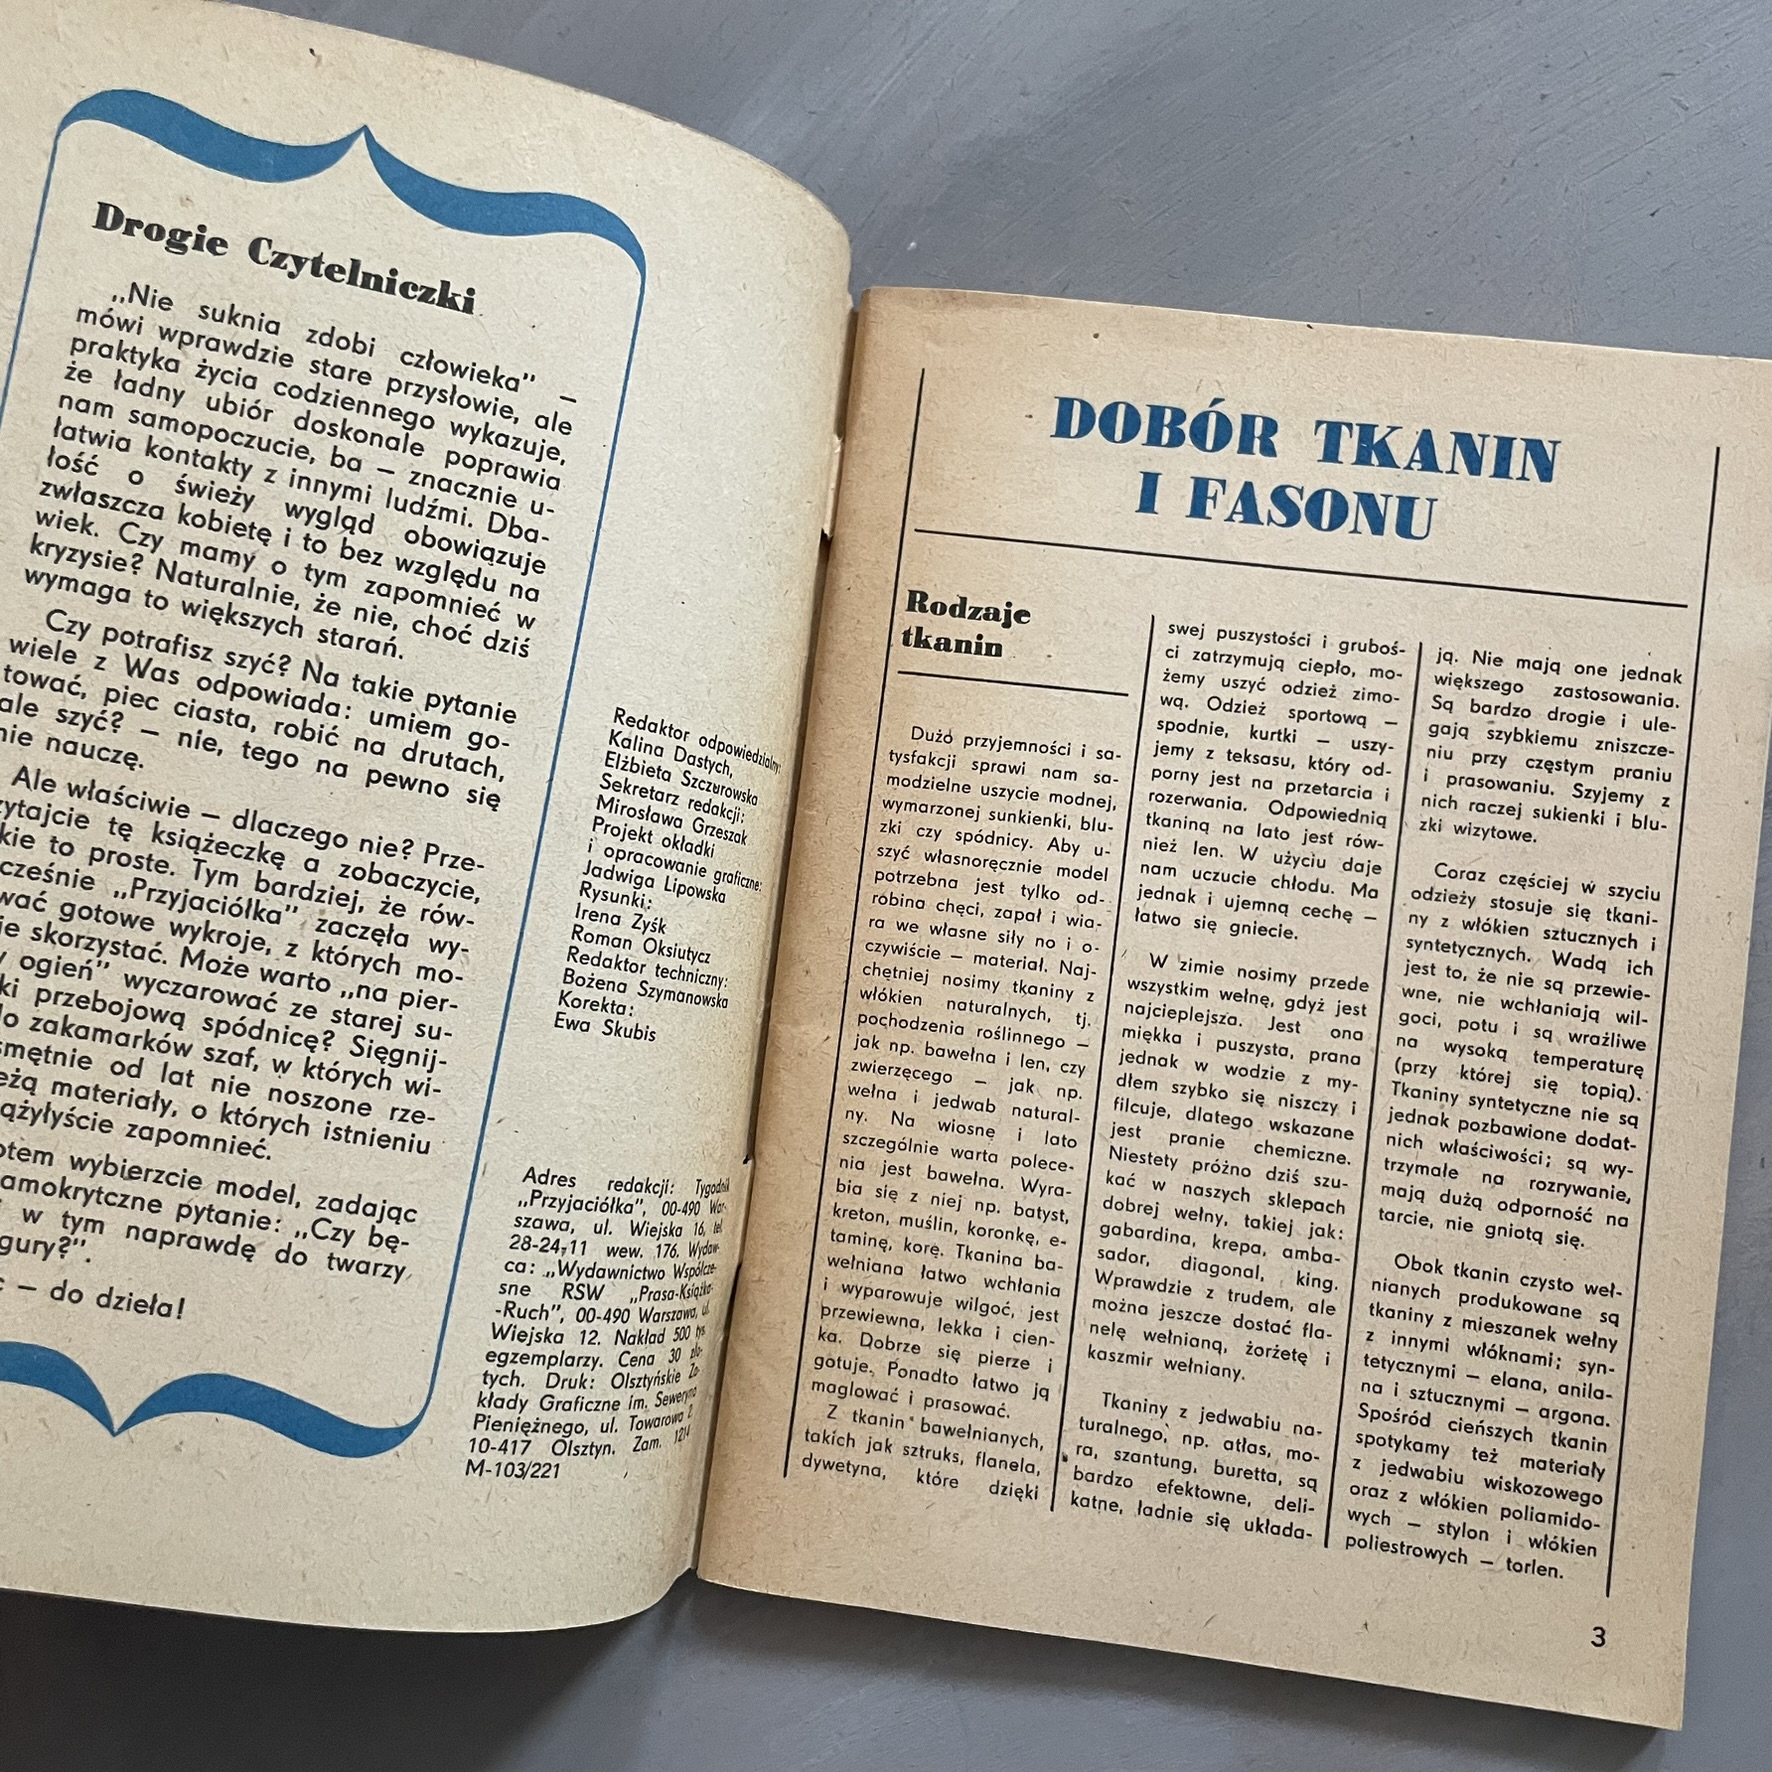 Drogie Czytelniczki
„Nie suknia zdobi człowieka” –
mówi wprawdzie stare przysłowie, ale
praktyka życia codziennego wykazuje,
że ładny ubiór doskonale poprawia
nam samopoczucie, ba – znacznie u-
łatwia kontakty z innymi ludźmi. Dba-
łość o świeży wygląd obowiązuje
zwłaszcza kobietę i to bez względu na
wiek. Czy mamy o tym zapomnieć w
kryzysie? Naturalnie, że nie, choć dziś
wymaga to większych starań.
Czy potrafisz szyć? Na takie pytanie
wiele z Was odpowiada: umiem go-
tować, piec ciasta, robić na drutach,
ale szyć? – nie, tego na pewno się
nie nauczę.
Ale właściwie – dlaczego nie? Prze-
zytajcie tę książeczkę a zobaczycie,
kie to proste. Tym bardziej, że rów-
cześnie „Przyjaciółka” zaczęła wy-
wać gotowe wykroje, z których mo-
ie skorzystać. Może warto „na pier-
y ogień” wyczarować ze starej su-
ki przebojową spódnicę? Sięgnij-
do zakamarków szaf, w których wi-
smętnie od lat nie noszone rze-
eżą materiały, o których istnieniu
ążyłyście zapomnieć.
otem wybierzcie model, zadając
amokrytczne pytanie: „Czy bę-
w tym naprawdę do twarzy
gury?”.
– do dzieła!
Redaktor odpowiedzialny:
Kalina Dastych,
Elżbieta Szczurowska
Sekretarz redakcji:
Mirosława Grzeszak
Projekt okładki
i opracowanie graficzne:
Jadwiga Lipowska
Rysunki:
Irena Zyśk
Roman Oksiutycz
Redaktor techniczny:
Bożena Szymanowska
Korekta:
Ewa Skubis
Adres redakcji: Tygodnik
„Przyjaciółka”, 00-490 War-
szawa, ul. Wiejska 16, tel.
28-24-11 wew. 176. Wydaw-
ca: „Wydawnictwo Współcze-
sne RSW „Prasa-Książka-
-Ruch”, 00-490 Warszawa, ul.
Wiejska 12. Nakład 500 tys.
egzemplarzy. Cena 30 zło-
tych. Druk: Olsztyńskie Za-
kłady Graficzne im. Seweryna
Pieniężnego, ul. Towarowa 2
10-417 Olsztyn. Zam. 1214
M-103/221
DOBÓR TKANIN
I FASONU
Rodzaje
tkanin
Dużo przyjemności i sa-
tysfakcji sprawi nam sa-
modzielne uszycie modnej,
wymarzonej sunkienki, blu-
zki czy spódnicy. Aby u-
szyć własnoręcznie model
potrzebna jest tylko od-
robina chęci, zapał i wia-
ra we własne siły no i o-
czywiście – materiał. Naj-
chętniej nosimy tkaniny z
włókien naturalnych, tj.
pochodzenia roślinnego –
jak np. bawełna i len, czy
zwierzęcego – jak np.
wełna i jedwab natural-
ny. Na wiosnę i lato
szczególnie warta polece-
nia jest bawełna. Wyra-
bia się z niej np. batyst,
kreton, muślin, koronkę, e-
taminę, korę. Tkanina ba-
wełniana łatwo wchłania
i wyparowuje wilgoć, jest
przewiewna, lekka i cien-
ka. Dobrze się pierze i
gotuje. Ponadto łatwo ją
maglować i prasować.
Z tkanin bawełnianych,
takich jak sztruks, flanela,
dywetyna, które dzięki
swej puszystości i gruboś-
ci zatrzymują ciepło, mo-
żemy uszyć odzież zimo-
wą. Odzież sportową –
spodnie, kurtki – uszy-
jemy z teksasu, który od-
porny jest na przetarcia i
rozerwania. Odpowiednią
tkaniną na lato jest rów-
nież len. W użyciu daje
nam uczucie chłodu. Ma
jednak i ujemną cechę –
łatwo się gniecie.
W zimie nosimy przede
wszystkim wełnę, gdyż jest
najcieplejsza. Jest ona
miękka i puszysta, prana
jednak w wodzie z my-
dłem szybko się niszczy i
filcuje, dlatego wskazane
jest pranie chemiczne.
Niestety próżno dziś szu-
kać w naszych sklepach
dobrej wełny, takiej jak:
gabardina, krepa, amba-
sador, diagonal, king.
Wprawdzie z trudem, ale
można jeszcze dostać fla-
nelę wełnianą, żorżetę i
kaszmir wełniany.
Tkaniny z jedwabiu na-
turalnego, np. atłas, mo-
ra, szantung, buretta, są
bardzo efektowne, deli-
katne, ładnie się układa-
ją. Nie mają one jednak
większego zastosowania.
Są bardzo drogie i ule-
gają szybkiemu zniszcze-
niu przy częstym praniu
i prasowaniu. Szyjemy z
nich raczej sukienki i blu-
zki wizytowe.
Coraz częściej w szyciu
odzieży stosuje się tkani-
ny z włókien sztucznych i
syntetycznych. Wadą ich
jest to, że nie są przewie-
wne, nie wchłaniają wil-
goci, potu i są wrażliwe
na wysoką temperaturę
(przy której się topią).
Tkaniny syntetyczne nie są
jednak pozbawione dodat-
nich właściwości; są wy-
trzymałe na rozrywanie,
mają dużą odporność na
tarcie, nie gniotą się.
Obok tkanin czysto weł-
nianych produkowane są
tkaniny z mieszanek wełny
z innymi włóknami; syn-
tetycznymi – elana, anila-
na i sztucznymi – argona.
Spośród cieńszych tkanin
spotykamy też materiały
z jedwabiu wiskozowego
oraz z włókien poliamido-
wych – stylon i włókien
poliestrowych – torlen.
3